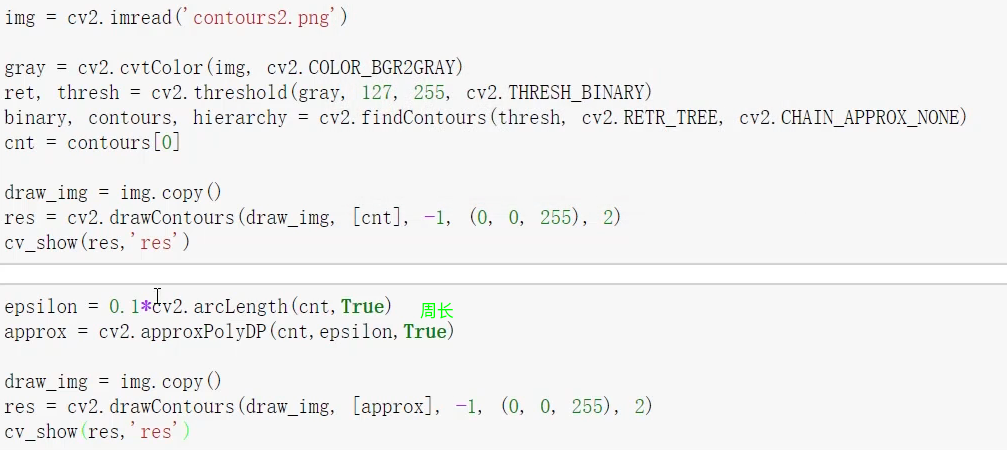 img = cv2.imread('contours2.png')
gray = cv2.cvtColor(img, cv2.COLOR_BGR2GRAY)
ret, thresh = cv2.threshold(gray, 127, 255, cv2.THRESH_BINARY)
binary, contours, hierarchy = cv2.findContours(thresh, cv2.RETR_TREE, cv2.CHAIN_APPROX_NONE)
cnt = contours[0]
draw_img = img.copy()
res = cv2.drawContours(draw_img, [cnt], -1, (0, 0, 255), 2)
cv_show(res,'res')
epsilon = 0.1*cv2.arcLength(cnt,True) 周长
approx = cv2.approxPolyDP(cnt,epsilon,True)
draw_img = img.copy()
res = cv2.drawContours(draw_img, [approx], -1, (0, 0, 255), 2)
cv_show(res,'res')